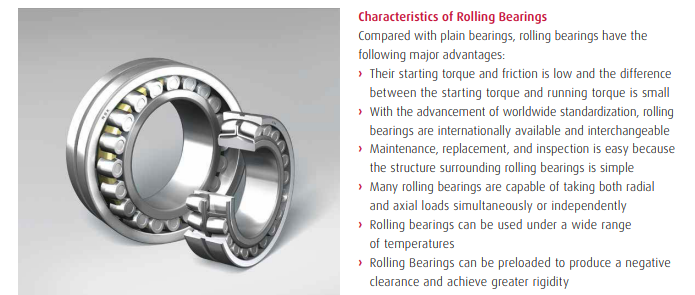 Characteristics of Rolling Bearings
Compared with plain bearings, rolling bearings have the
following major advantages:
› Their starting torque and friction is low and the difference
between the starting torque and running torque is small
› With the advancement of worldwide standardization, rolling
bearings are internationally available and interchangeable
› Maintenance, replacement, and inspection is easy because
the structure surrounding rolling bearings is simple
› Many rolling bearings are capable of taking both radial
and axial loads simultaneously or independently
› Rolling bearings can be used under a wide range
of temperatures
› Rolling Bearings can be preloaded to produce a negative
clearance and achieve greater rigidity